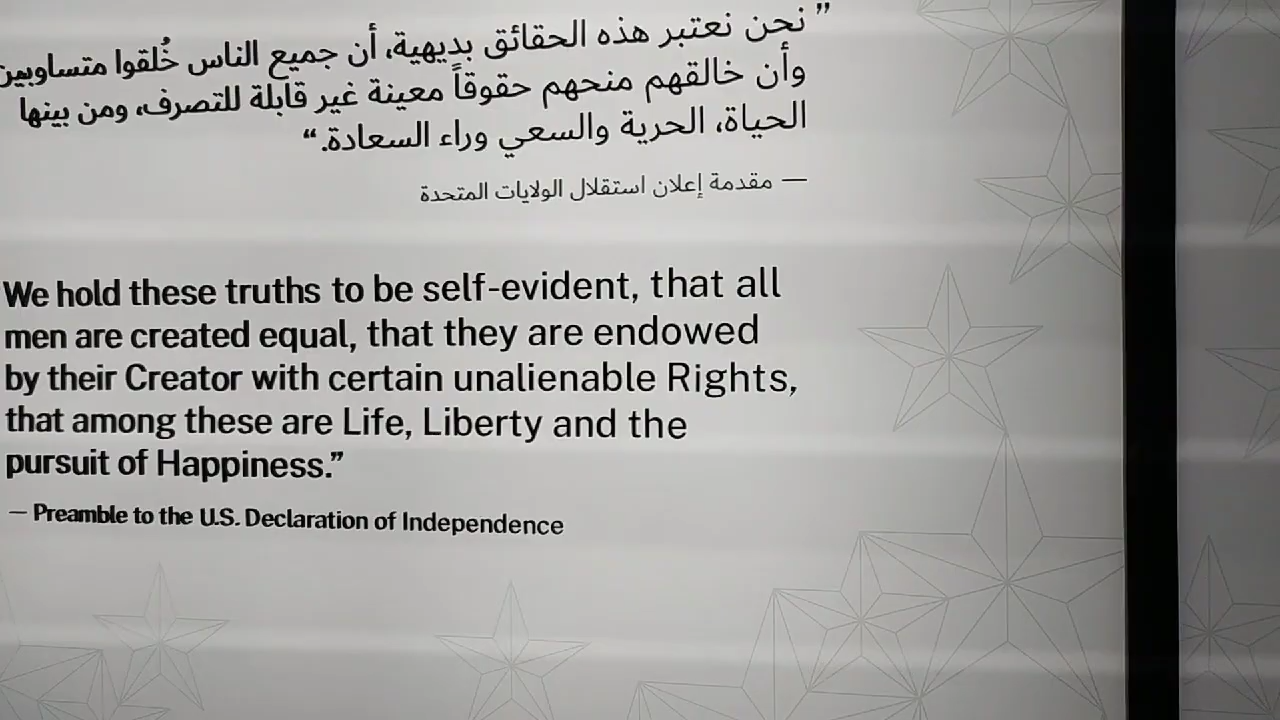 ” نحن نعتبر هذه الحقائق بديهية، أن جميع الناس خُلقوا متساويين
وأن خالقهم منحهم حقوقاً معينة غير قابلة للتصرف، ومن بينها
الحياة، الحرية والسعي وراء السعادة.“
— مقدمة إعلان استقلال الولايات المتحدة
We hold these truths to be self-evident, that all
men are created equal, that they are endowed
by their Creator with certain unalienable Rights,
that among these are Life, Liberty and the
pursuit of Happiness.”
— Preamble to the U.S. Declaration of Independence